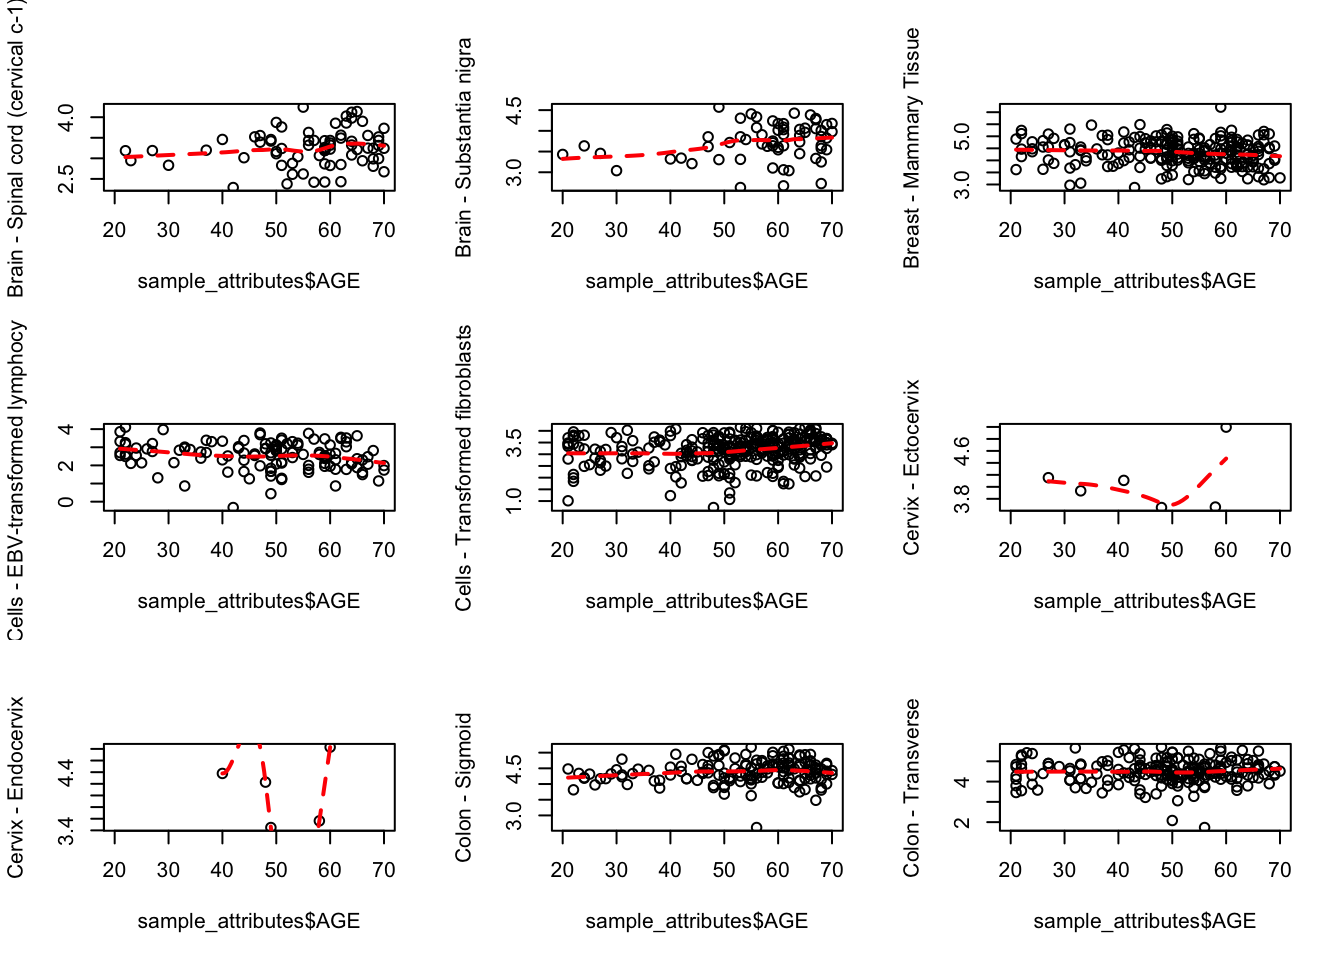 Brain - Spinal cord (cervical c-1)
4.0
2.5
20 30 40 50 60 70
sample_attributes$AGE
Brain - Substantia nigra
4.5
3.0
20 30 40 50 60 70
sample_attributes$AGE
Breast - Mammary Tissue
5.0
3.0
20 30 40 50 60 70
sample_attributes$AGE
Cells - EBV-transformed lymphocy
4
2
0
20 30 40 50 60 70
sample_attributes$AGE
Cells - Transformed fibroblasts
3.5
1.0
20 30 40 50 60 70
sample_attributes$AGE
Cervix - Ectocervix
4.6
3.8
20 30 40 50 60 70
sample_attributes$AGE
Cervix - Endocervix
4.4
3.4
20 30 40 50 60 70
sample_attributes$AGE
Colon - Sigmoid
4.5
3.0
20 30 40 50 60 70
sample_attributes$AGE
Colon - Transverse
4
2
20 30 40 50 60 70
sample_attributes$AGE